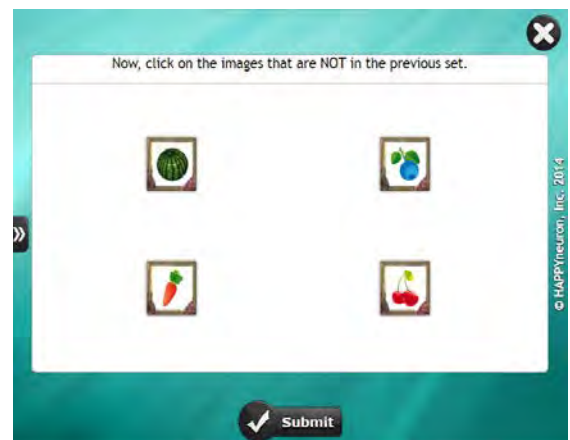 Now, click on the images that are NOT in the previous set.
© HAPPYneuron, Inc. 2014
Submit